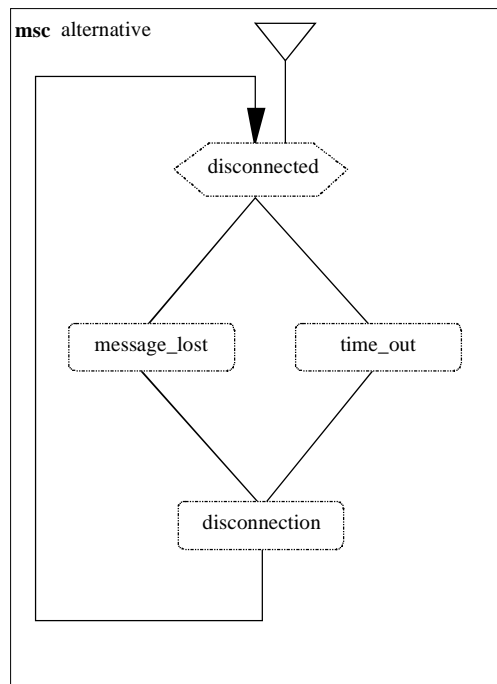 msc alternative
disconnected
message_lost
time_out
disconnection